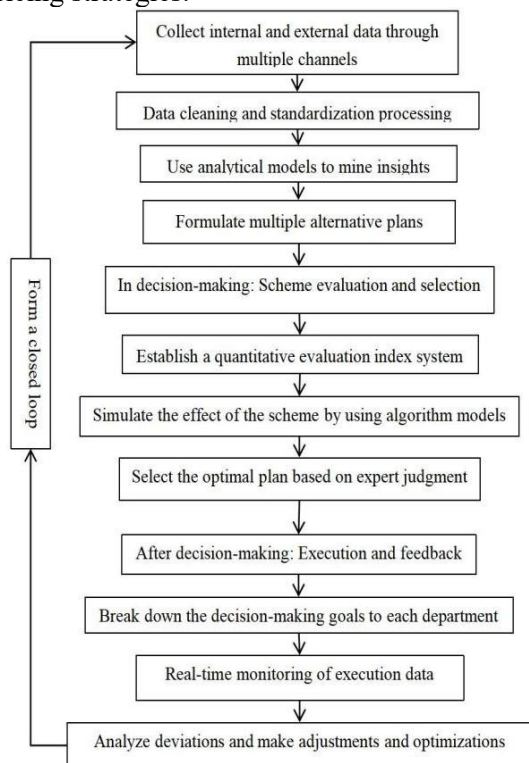 Collect internal and external data through
multiple channels
Data cleaning and standardization processing
Use analytical models to mine insights
Formulate multiple alternative plans
In decision-making: Scheme evaluation and selection
Establish a quantitative evaluation index system
Simulate the effect of the scheme by using algorithm models
Select the optimal plan based on expert judgment
After decision-making: Execution and feedback
Break down the decision-making goals to each department
Real-time monitoring of execution data
Analyze deviations and make adjustments and optimizations
Form a closed loop